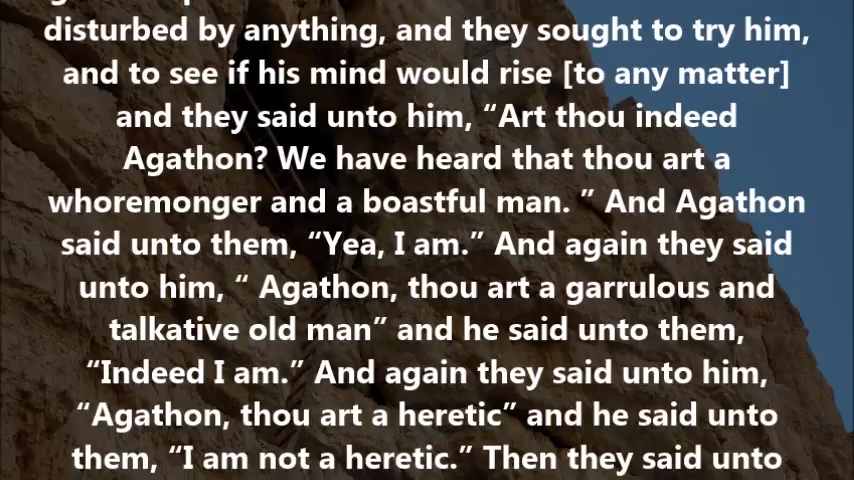 disturbed by anything, and they sought to try him,
and to see if his mind would rise [to any matter]
and they said unto him, “Art thou indeed
Agathon? We have heard that thou art a
whoremonger and a boastful man. ” And Agathon
said unto them, “Yea, I am.” And again they said
unto him, “ Agathon, thou art a garrulous and
talkative old man” and he said unto them,
“Indeed I am.” And again they said unto him,
“Agathon, thou art a heretic” and he said unto
them, “I am not a heretic.” Then they said unto